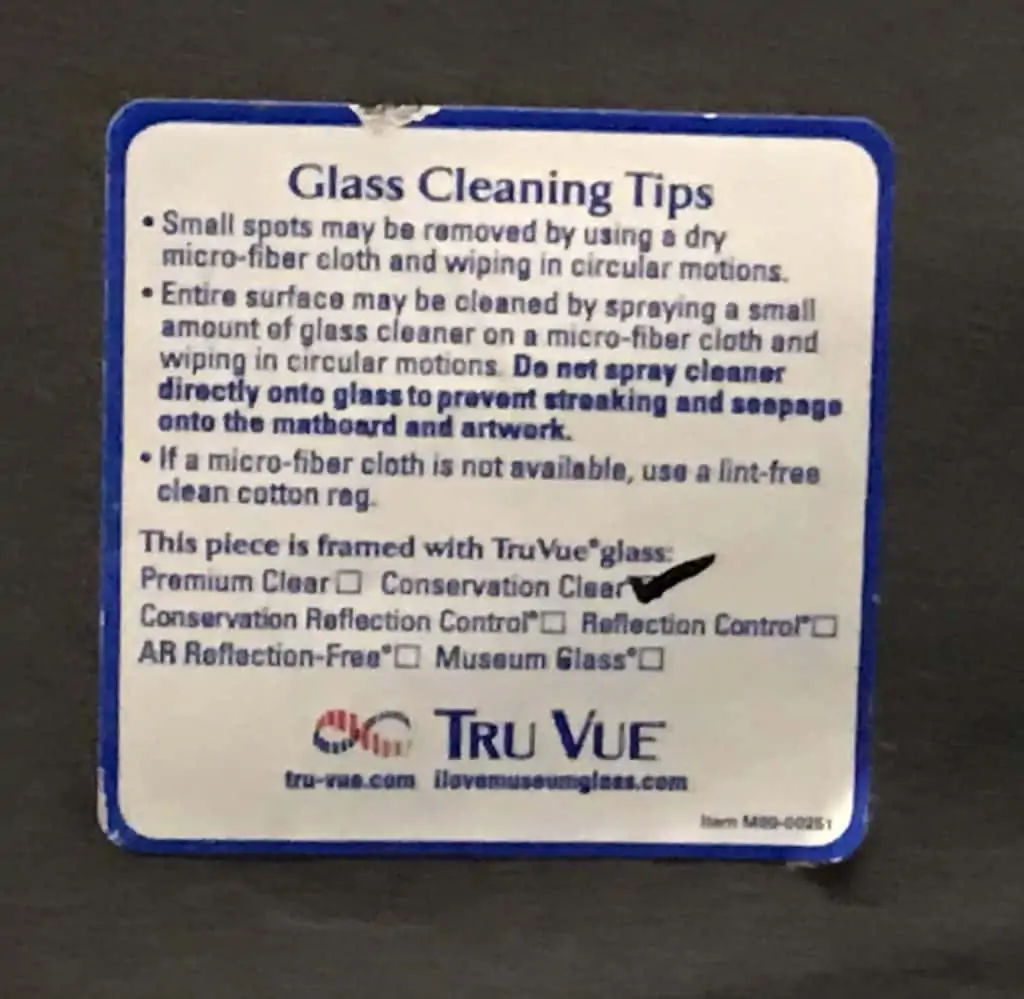 Glass Cleaning Tips
• Small spots may be removed by using a dry
micro-fiber cloth and wiping in circular motions.
• Entire surface may be cleaned by spraying a small
amount of glass cleaner on a micro-fiber cloth and
wiping in circular motions. Do not spray cleaner
directly onto glass to prevent streaking and seepage
onto the matboard and artwork.
• If a micro-fiber cloth is not available, use a lint-free
clean cotton rag.
This piece is framed with Tru Vue® glass:
Premium Clear☐ Conservation Clear✓
Conservation Reflection Control®☐ Reflection Control®☐
AR Reflection-Free®☐ Museum Glass®☐
TRU VUE
tru-vue.com ilovemuseumglass.com
Item M99-00251